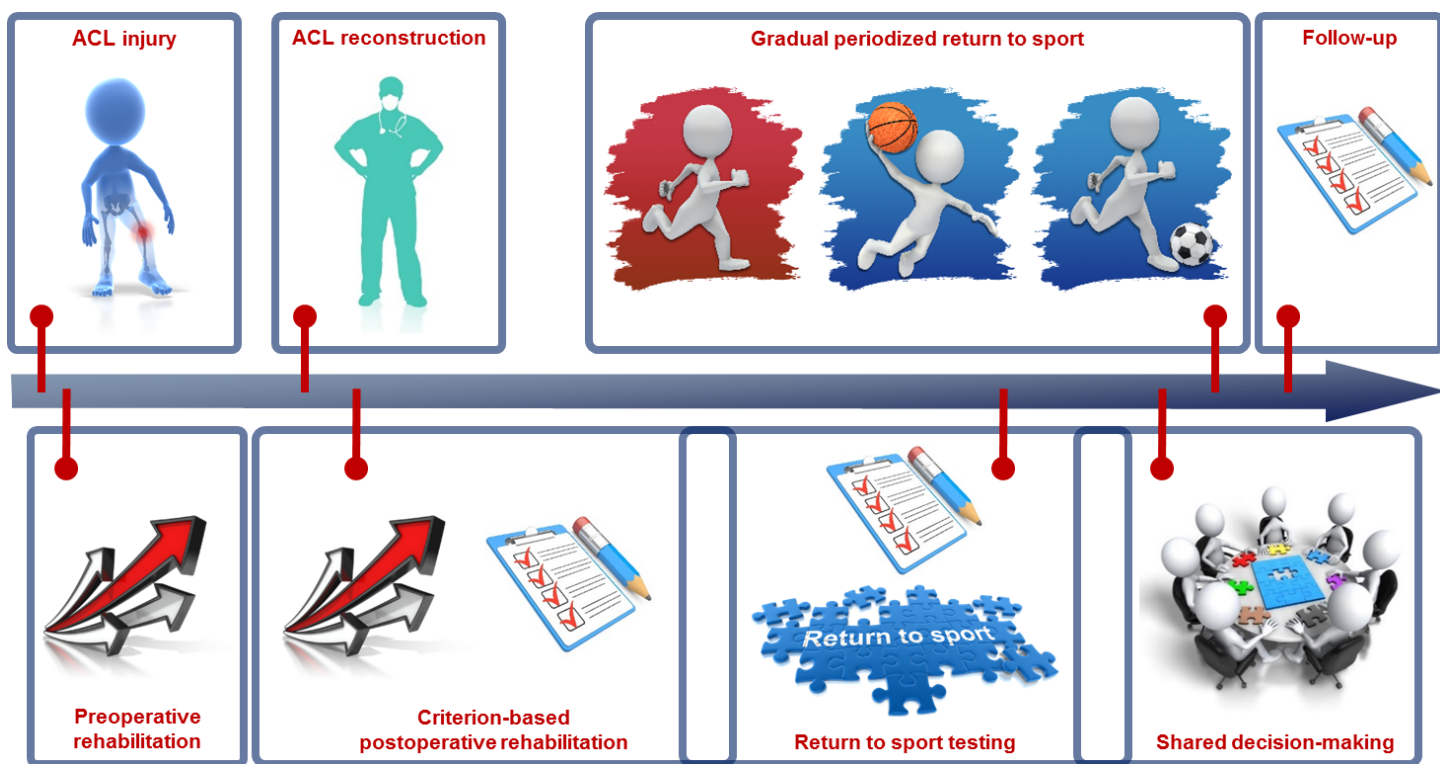 ACL injury
ACL reconstruction
Gradual periodized return to sport
Follow-up
Return to sport
Preoperative
rehabilitation
Criterion-based
postoperative rehabilitation
Return to sport testing
Shared decision-making